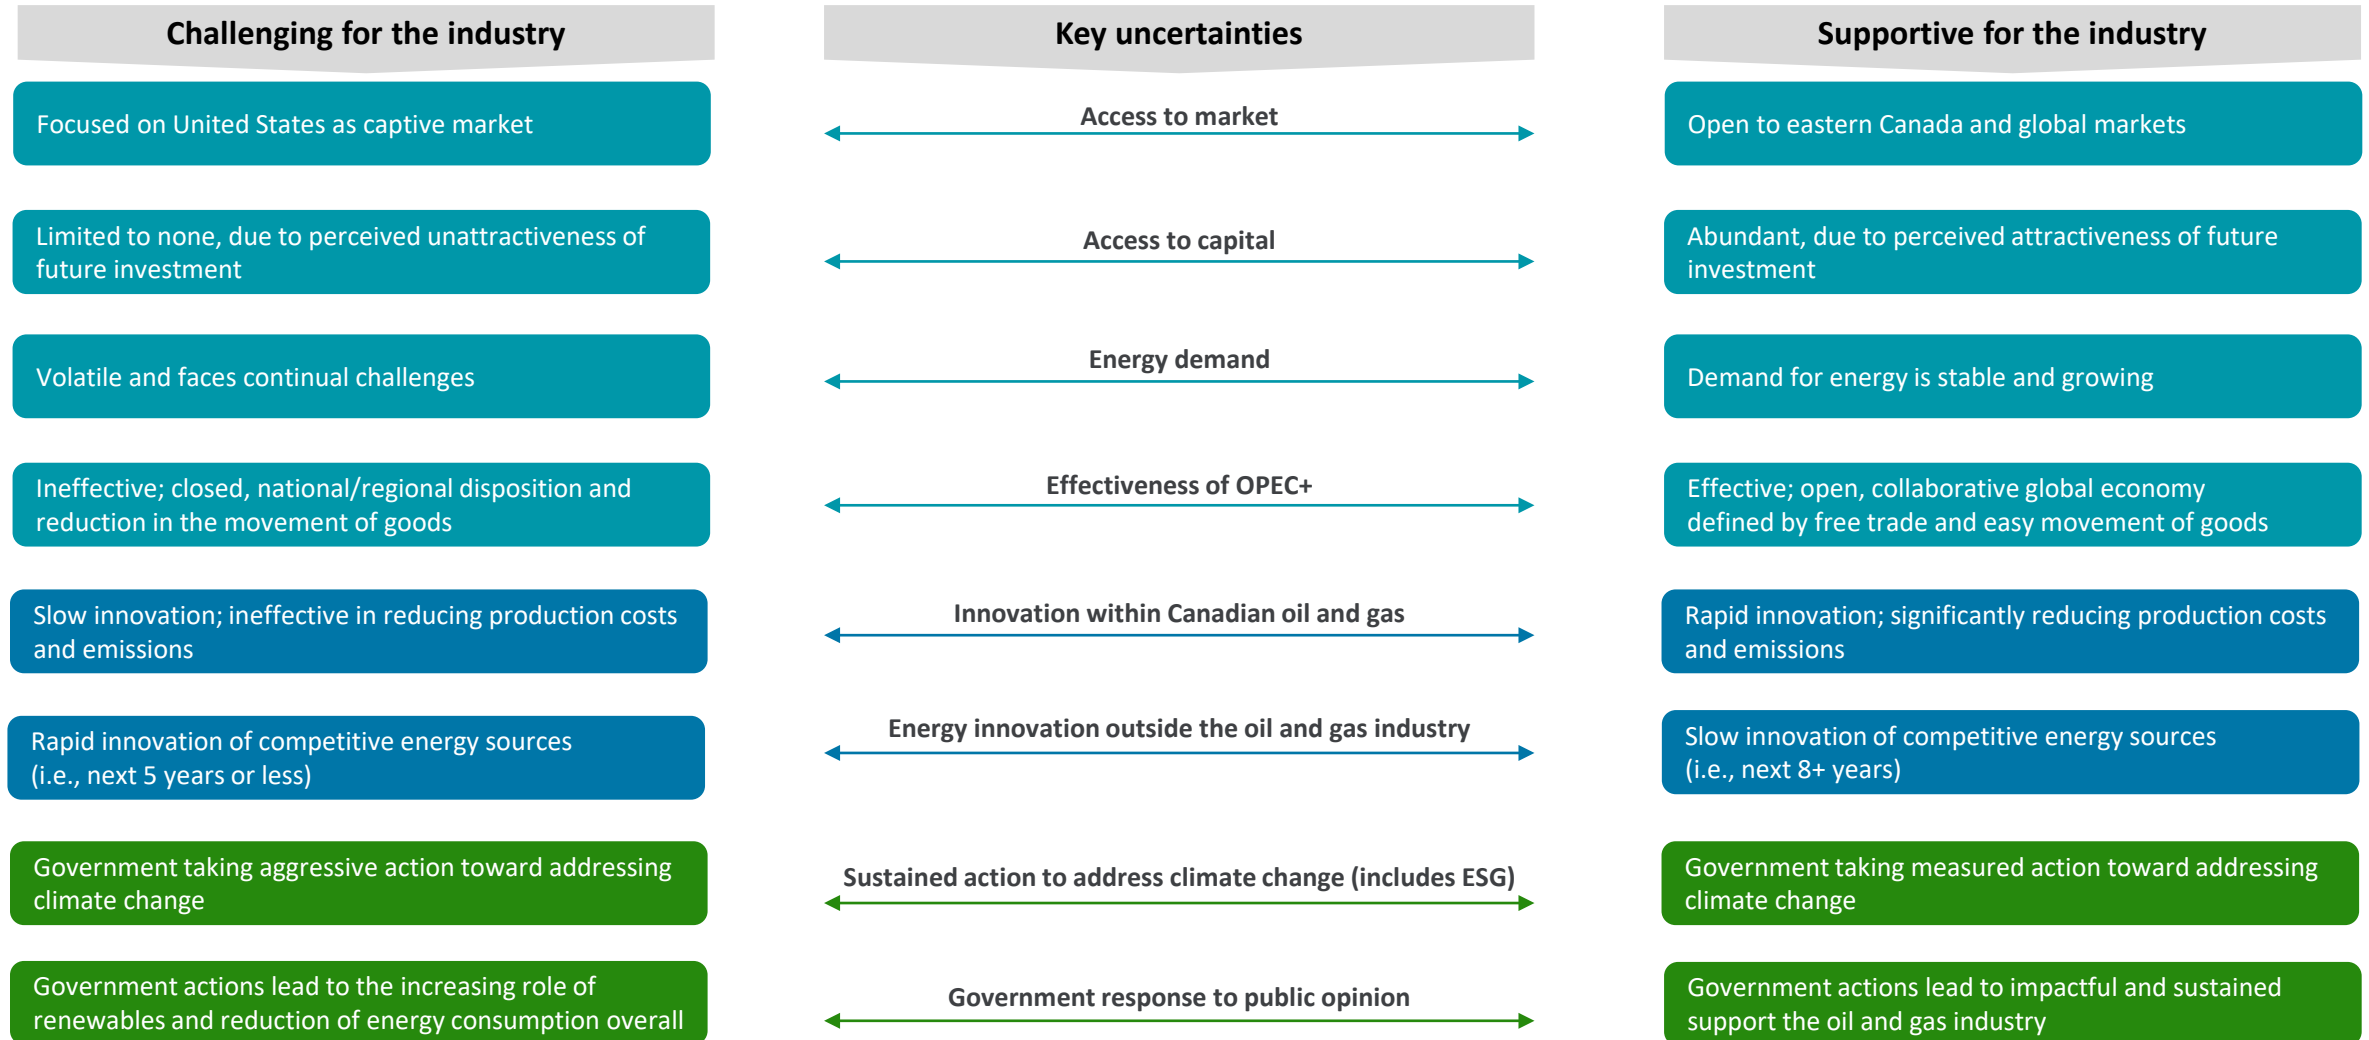 Challenging for the industry
Key uncertainties
Supportive for the industry
Focused on United States as captive market
Access to market
Open to eastern Canada and global markets
Limited to none, due to perceived unattractiveness of
future investment
Access to capital
Abundant, due to perceived attractiveness of future
investment
Volatile and faces continual challenges
Energy demand
Demand for energy is stable and growing
Ineffective; closed, national/regional disposition and
reduction in the movement of goods
Effectiveness of OPEC+
Effective; open, collaborative global economy
defined by free trade and easy movement of goods
Slow innovation; ineffective in reducing production costs
and emissions
Innovation within Canadian oil and gas
Rapid innovation; significantly reducing production costs
and emissions
Rapid innovation of competitive energy sources
(i.e., next 5 years or less)
Energy innovation outside the oil and gas industry
Slow innovation of competitive energy sources
(i.e., next 8+ years)
Government taking aggressive action toward addressing
climate change
Sustained action to address climate change (includes ESG)
Government taking measured action toward addressing
climate change
Government actions lead to the increasing role of
renewables and reduction of energy consumption overall
Government response to public opinion
Government actions lead to impactful and sustained
support the oil and gas industry